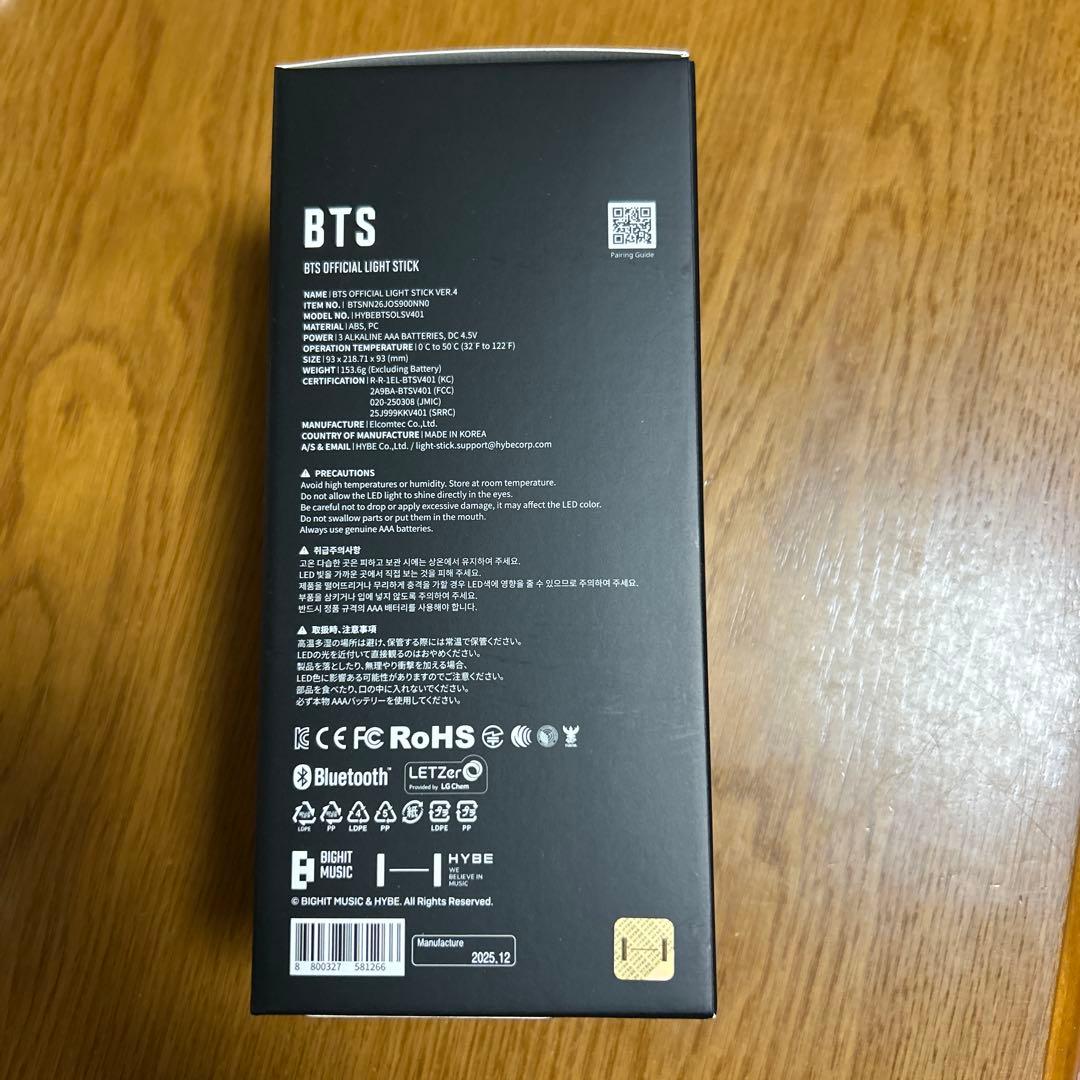 BTS
Pairing Guide
BTS OFFICIAL LIGHT STICK
NAME | BTS OFFICIAL LIGHT STICK VER.4
ITEM NO. | BTSNN26JOS900NN0
MODEL NO. | HYBEBTSOLSV401
MATERIAL | ABS, PC
POWER | 3 ALKALINE AAA BATTERIES, DC 4.5V
OPERATION TEMPERATURE | 0˚C to 50˚C (32˚F to 122˚F)
SIZE | 93 x 218.71 x 93 (mm)
WEIGHT | 153.6g (Excluding Battery)
CERTIFICATION | R-R-1EL-BTSV401 (KC)
2A9BA-BTSV401 (FCC)
020-250308 (JMIC)
25J999KKV401 (SRRC)
MANUFACTURE | Elcomtec Co.,Ltd.
COUNTRY OF MANUFACTURE | MADE IN KOREA
A/S & EMAIL | HYBE Co.,Ltd. / light-stick.support@hybecorp.com
PRECAUTIONS
Avoid high temperatures or humidity. Store at room temperature.
Do not allow the LED light to shine directly in the eyes.
Be careful not to drop or apply excessive damage, it may affect the LED color.
Do not swallow parts or put them in the mouth.
Always use genuine AAA batteries.
취급주의사항
고온 다습한 곳은 피하고 보관 시에는 상온에서 유지하여 주세요.
LED 빛을 가까운 곳에서 직접 보는 것을 피해 주세요.
제품을 떨어뜨리거나 무리하게 충격을 가할 경우 LED색에 영향을 줄 수 있으므로 주의하여 주세요.
부품을 삼키거나 입에 넣지 않도록 주의하여 주세요.
반드시 정품 규격의 AAA 배터리를 사용해야 합니다.
取扱時、注意事項
高温多湿の場所は避け、保管する際には常温で保管ください。
LEDの光を近付いて直接観るのはおやめください。
製品を落としたり、無理やり衝撃を加える場合、
LED色に影響ある可能性がありますのでご注意ください。
部品を食べたり、口の中に入れないでください。
必ず本物 AAAバッテリーを使用してください。
CE FC RoHS
Bluetooth™
LETZero
Provided by LG Chem
LDPE PP LDPE PP 紙 プラ LDPE プラ PP
BIGHIT MUSIC
HYBE
WE
BELIEVE IN
MUSIC
© BIGHIT MUSIC & HYBE. All Rights Reserved.
8 800327 581266
Manufacture
2025.12